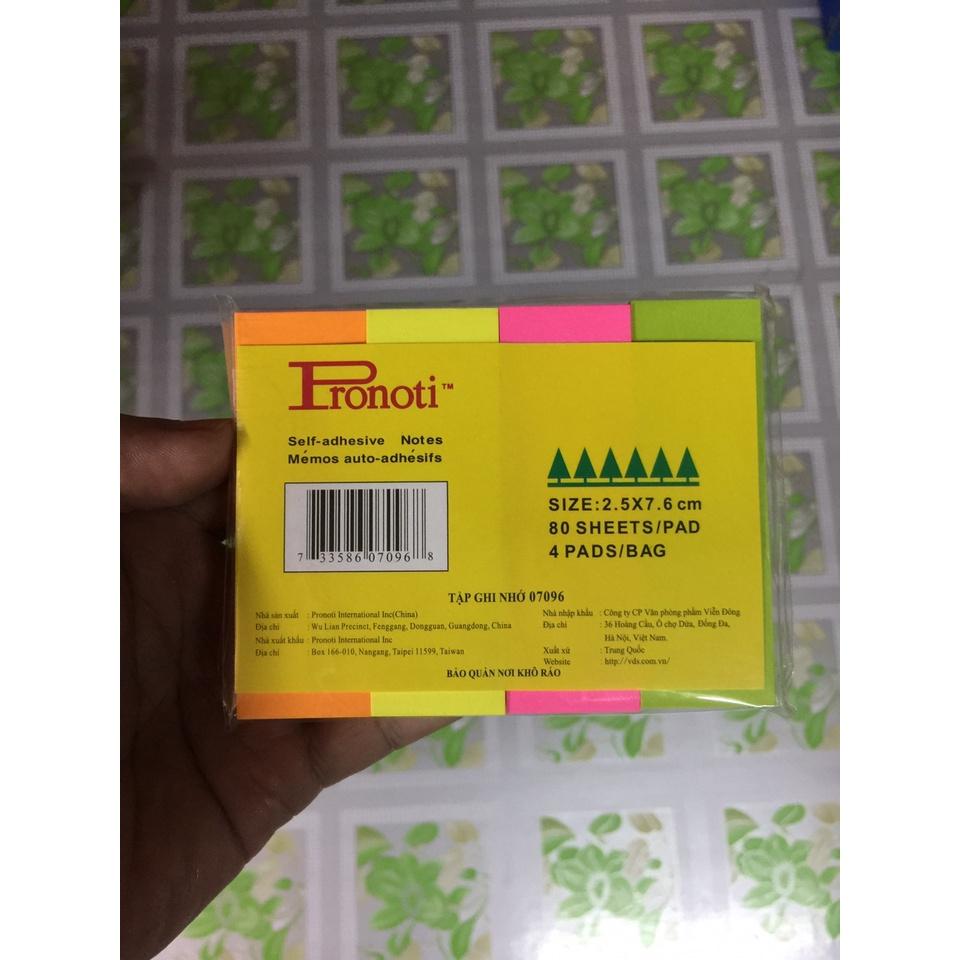 Pronoti™
Self-adhesive Notes
Mémos auto-adhésifs
7 33586 07096 8
SIZE:2.5X7.6 cm
80 SHEETS/PAD
4 PADS/BAG
TẬP GHI NHỚ 07096
Nhà sản xuất : Pronoti International Inc(China)
Địa chỉ : Wu Lian Precinct, Fenggang, Dongguan, Guangdong, China
Nhà xuất khẩu : Pronoti International Inc
Địa chỉ : Box 166-010, Nangang, Taipei 11599, Taiwan
Nhà nhập khẩu : Công ty CP Văn phòng phẩm Viễn Đông
Địa chỉ : 36 Hoàng Cầu, Ô chợ Dừa, Đống Đa,
Hà Nội, Việt Nam.
Xuất xứ : Trung Quốc
Website : http://vds.com.vn/
BẢO QUẢN NƠI KHÔ RÁO